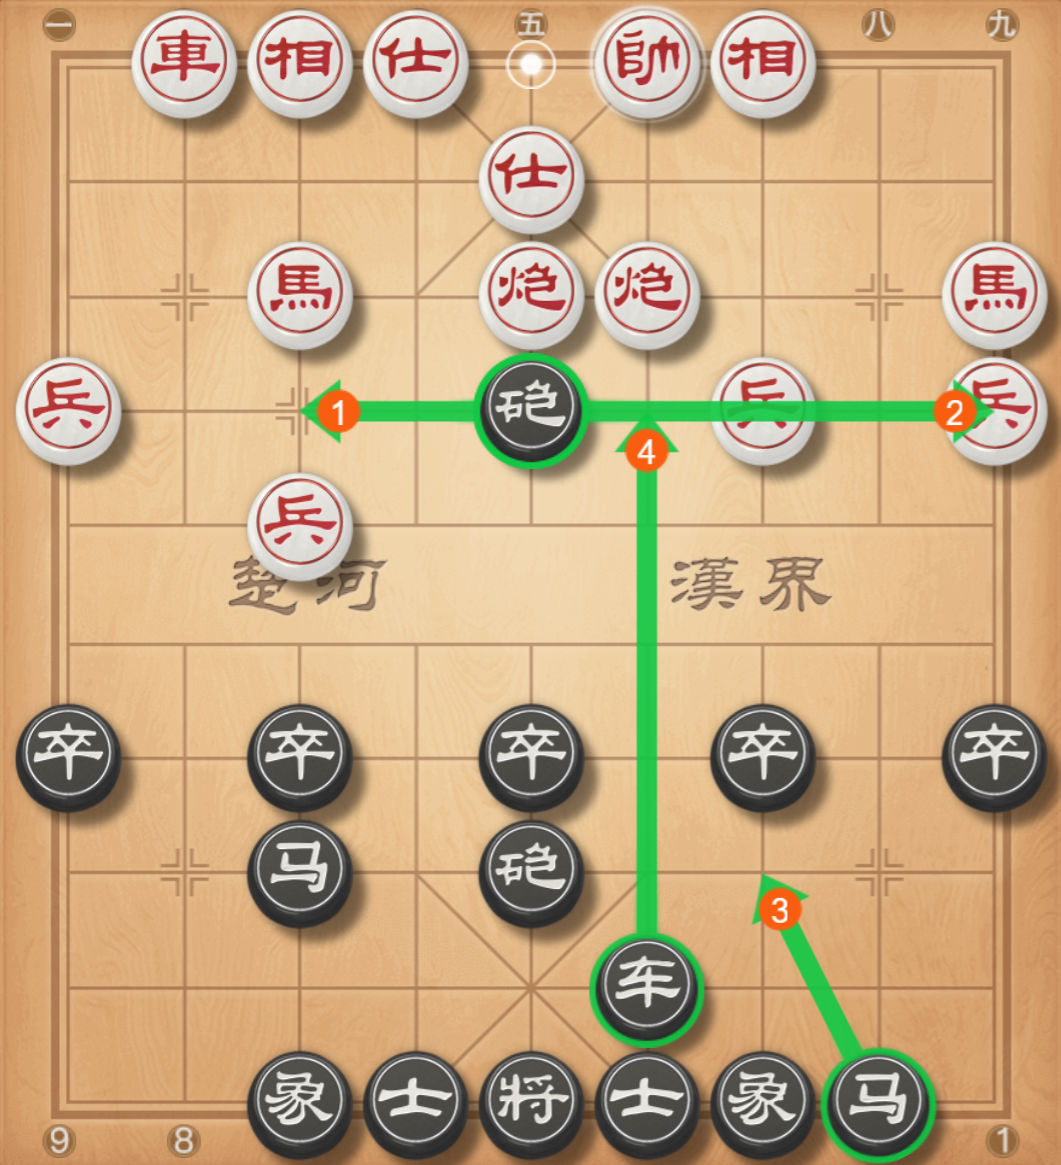 一 五 八 九
車 相 仕 帥 相
仕
馬 炮 炮 馬
兵 1 砲 兵 2 兵
4
兵
楚河 漢界
卒 卒 卒 卒 卒
马 砲
3
车
象 士 将 士 象 马
9 8 1